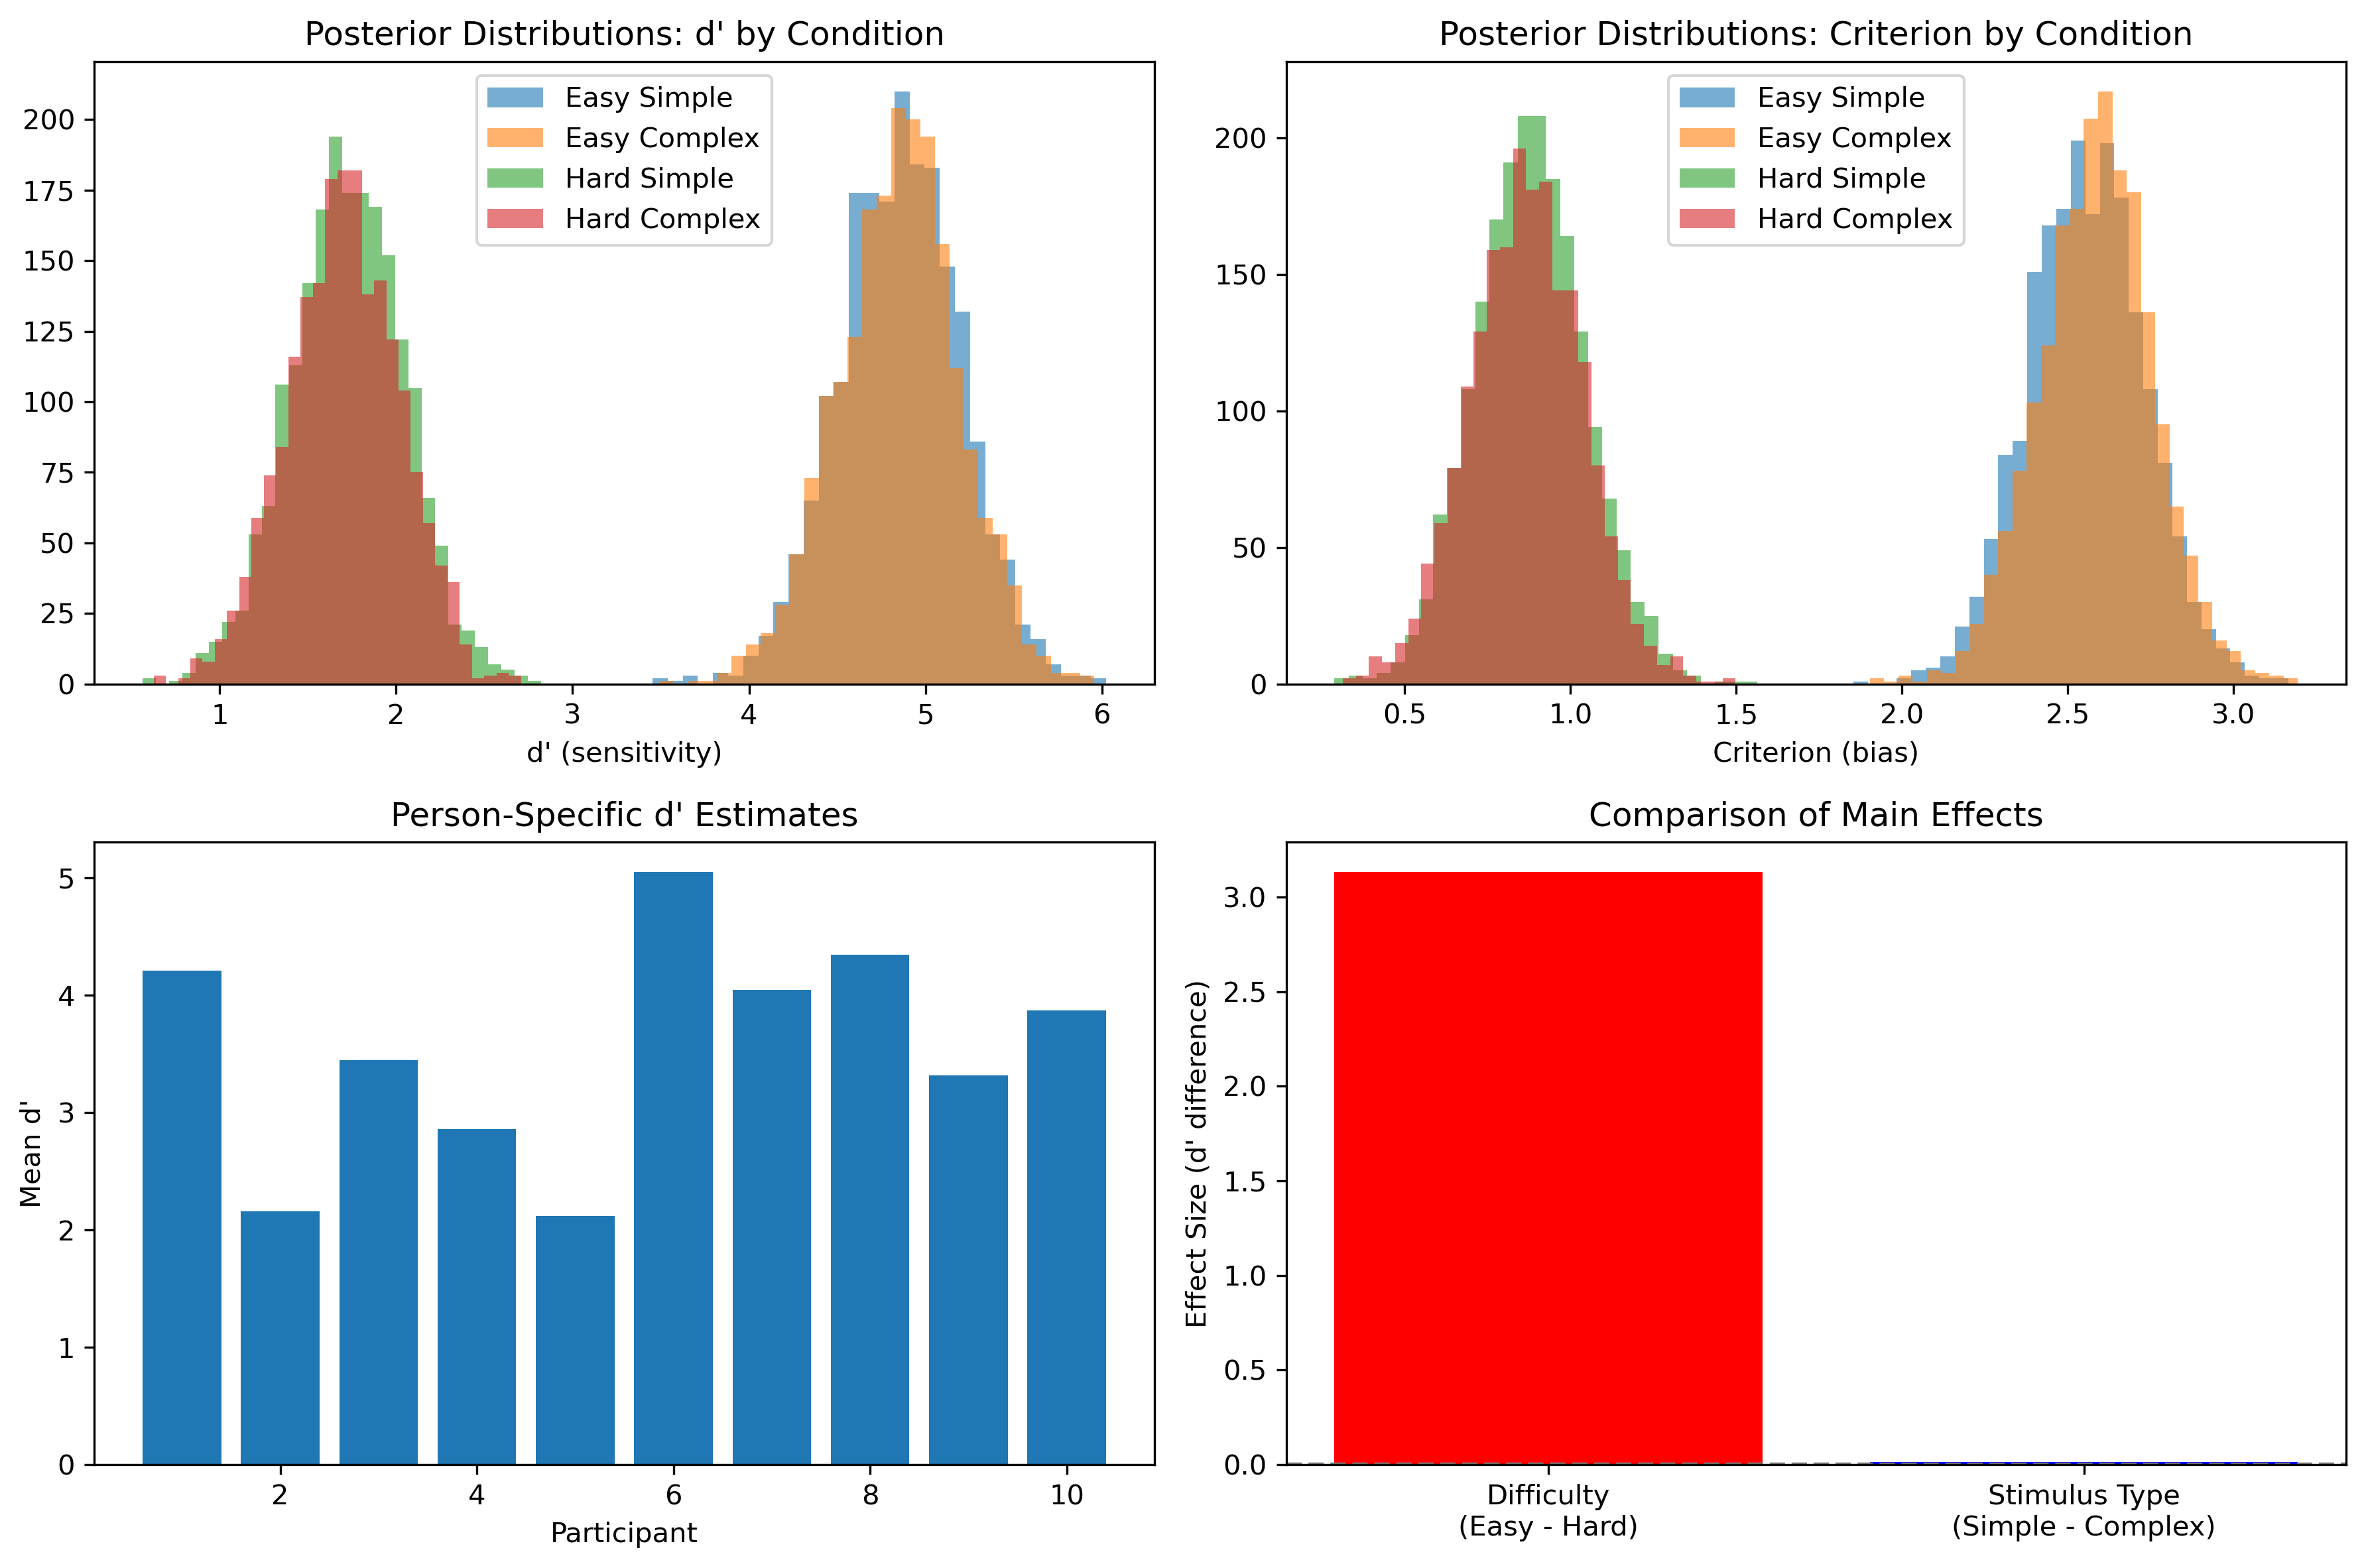 Posterior Distributions: d' by Condition
200
175
150
125
100
75
50
25
0
Easy Simple
Easy Complex
Hard Simple
Hard Complex
1 2 3 4 5 6
d' (sensitivity)
Posterior Distributions: Criterion by Condition
200
150
100
50
0
Easy Simple
Easy Complex
Hard Simple
Hard Complex
0.5 1.0 1.5 2.0 2.5 3.0
Criterion (bias)
Person-Specific d' Estimates
Mean d'
5
4
3
2
1
0
2 4 6 8 10
Participant
Comparison of Main Effects
Effect Size (d' difference)
3.0
2.5
2.0
1.5
1.0
0.5
0.0
Difficulty
(Easy - Hard)
Stimulus Type
(Simple - Complex)